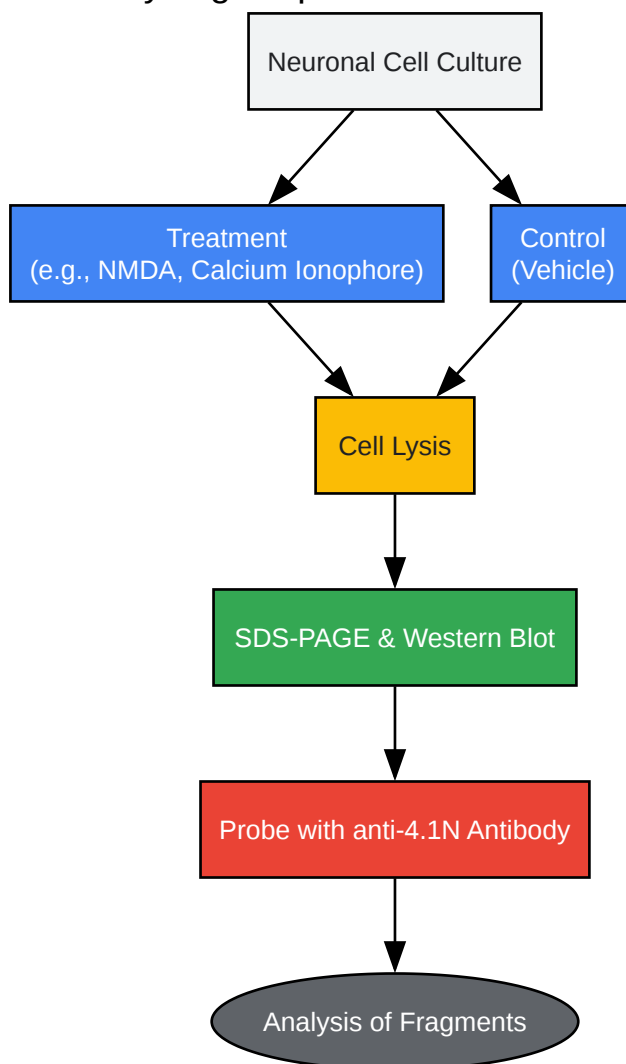 Neuronal Cell Culture
Treatment
(e.g., NMDA, Calcium Ionophore)
Control
(Vehicle)
Cell Lysis
SDS-PAGE & Western Blot
Probe with anti-4.1N Antibody
Analysis of Fragments